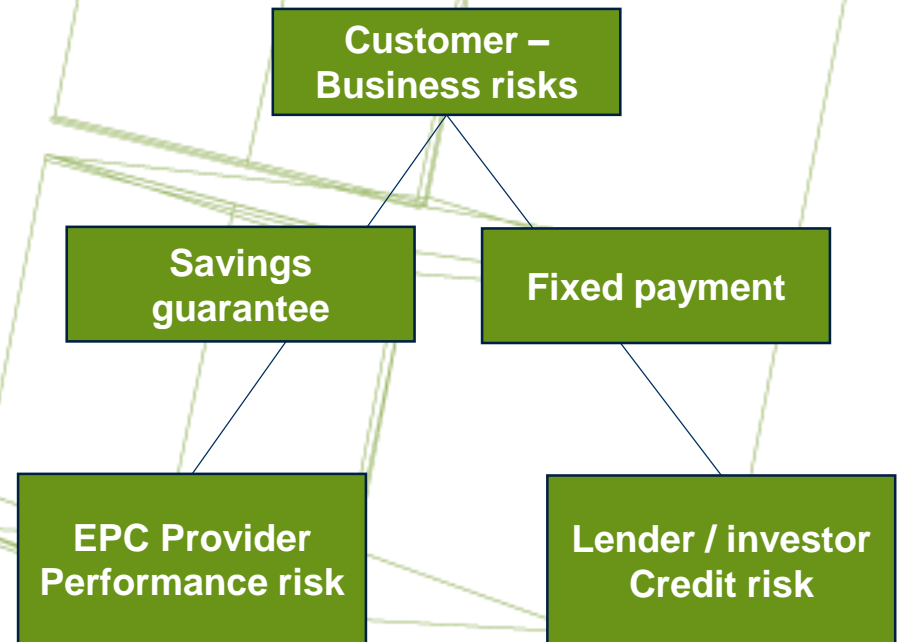 Customer –
Business risks
Savings
guarantee
Fixed payment
EPC Provider
Performance risk
Lender / investor
Credit risk